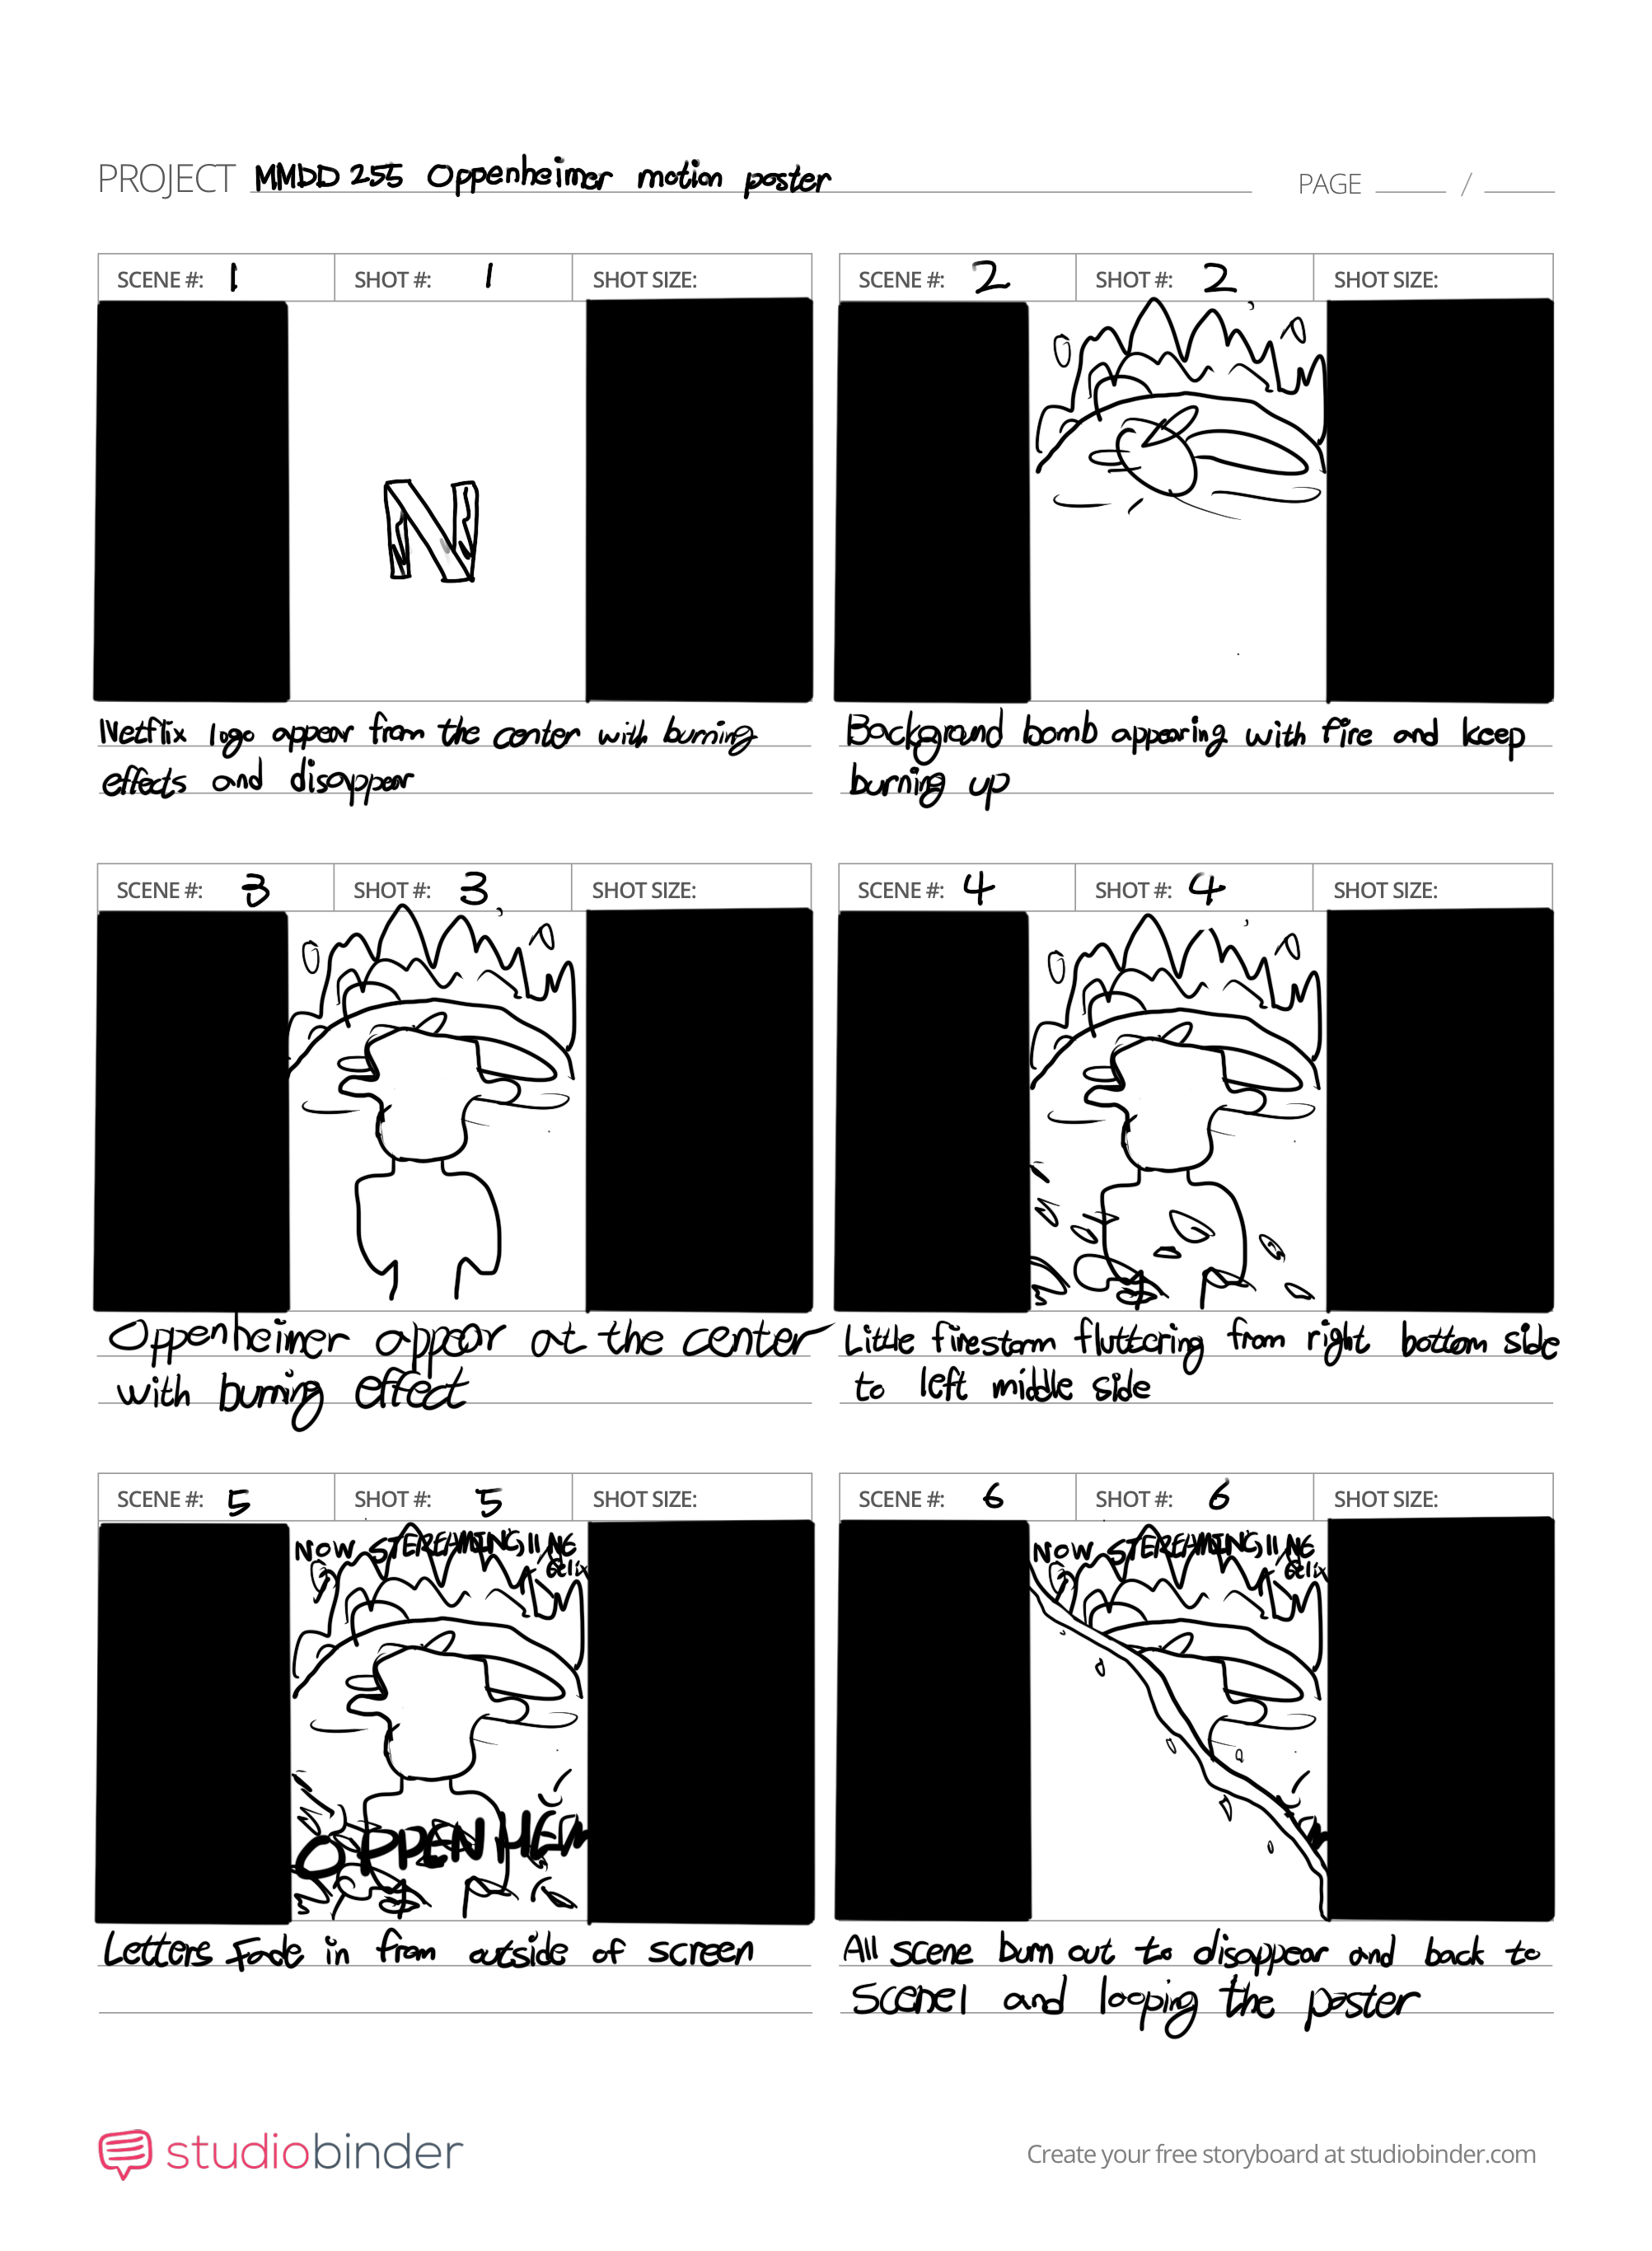 PROJECT MMDD 255 Oppenheimer motion poster
PAGE /
SCENE #: 1 SHOT #: 1 SHOT SIZE:
N
Netflix logo appear from the center with burning
effects and disappear
SCENE #: 2 SHOT #: 2 SHOT SIZE:
Background bomb appearing with fire and keep
burning up
SCENE #: 3 SHOT #: 3 SHOT SIZE:
Oppenheimer appear at the center
with burning effect
SCENE #: 4 SHOT #: 4 SHOT SIZE:
Little firestorm fluttering from right bottom side
to left middle side
SCENE #: 5 SHOT #: 5 SHOT SIZE:
NOW
OPPENHEIM
Letters Fade in from outside of screen
SCENE #: 6 SHOT #: 6 SHOT SIZE:
NOW
All scene burn out to disappear and back to
Scene1 and looping the poster
studiobinder
Create your free storyboard at studiobinder.com